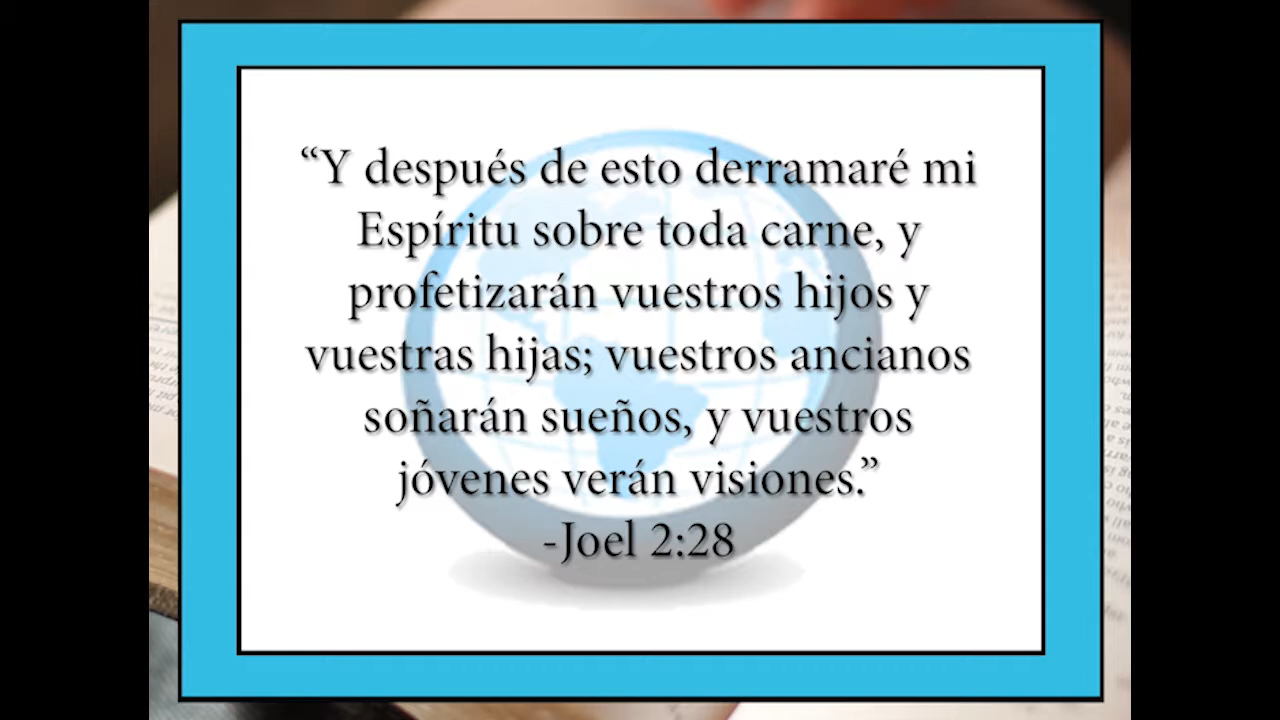 “Y después de esto derramaré mi
Espíritu sobre toda carne, y
profetizarán vuestros hijos y
vuestras hijas; vuestros ancianos
soñarán sueños, y vuestros
jóvenes verán visiones.”
-Joel 2:28